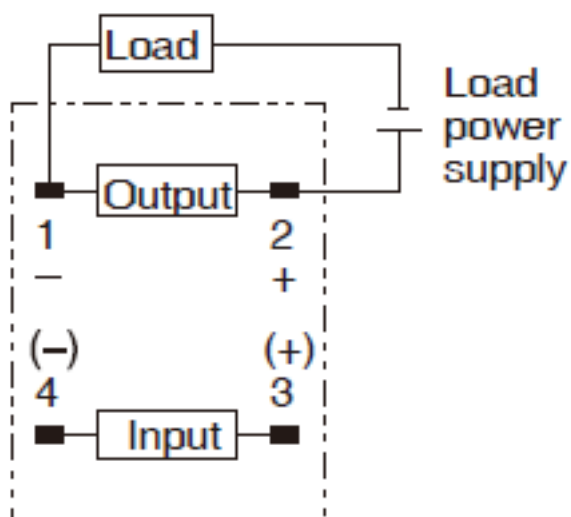 Load
Load
power
supply
Output
1 2
– +
(–) (+)
4 3
Input